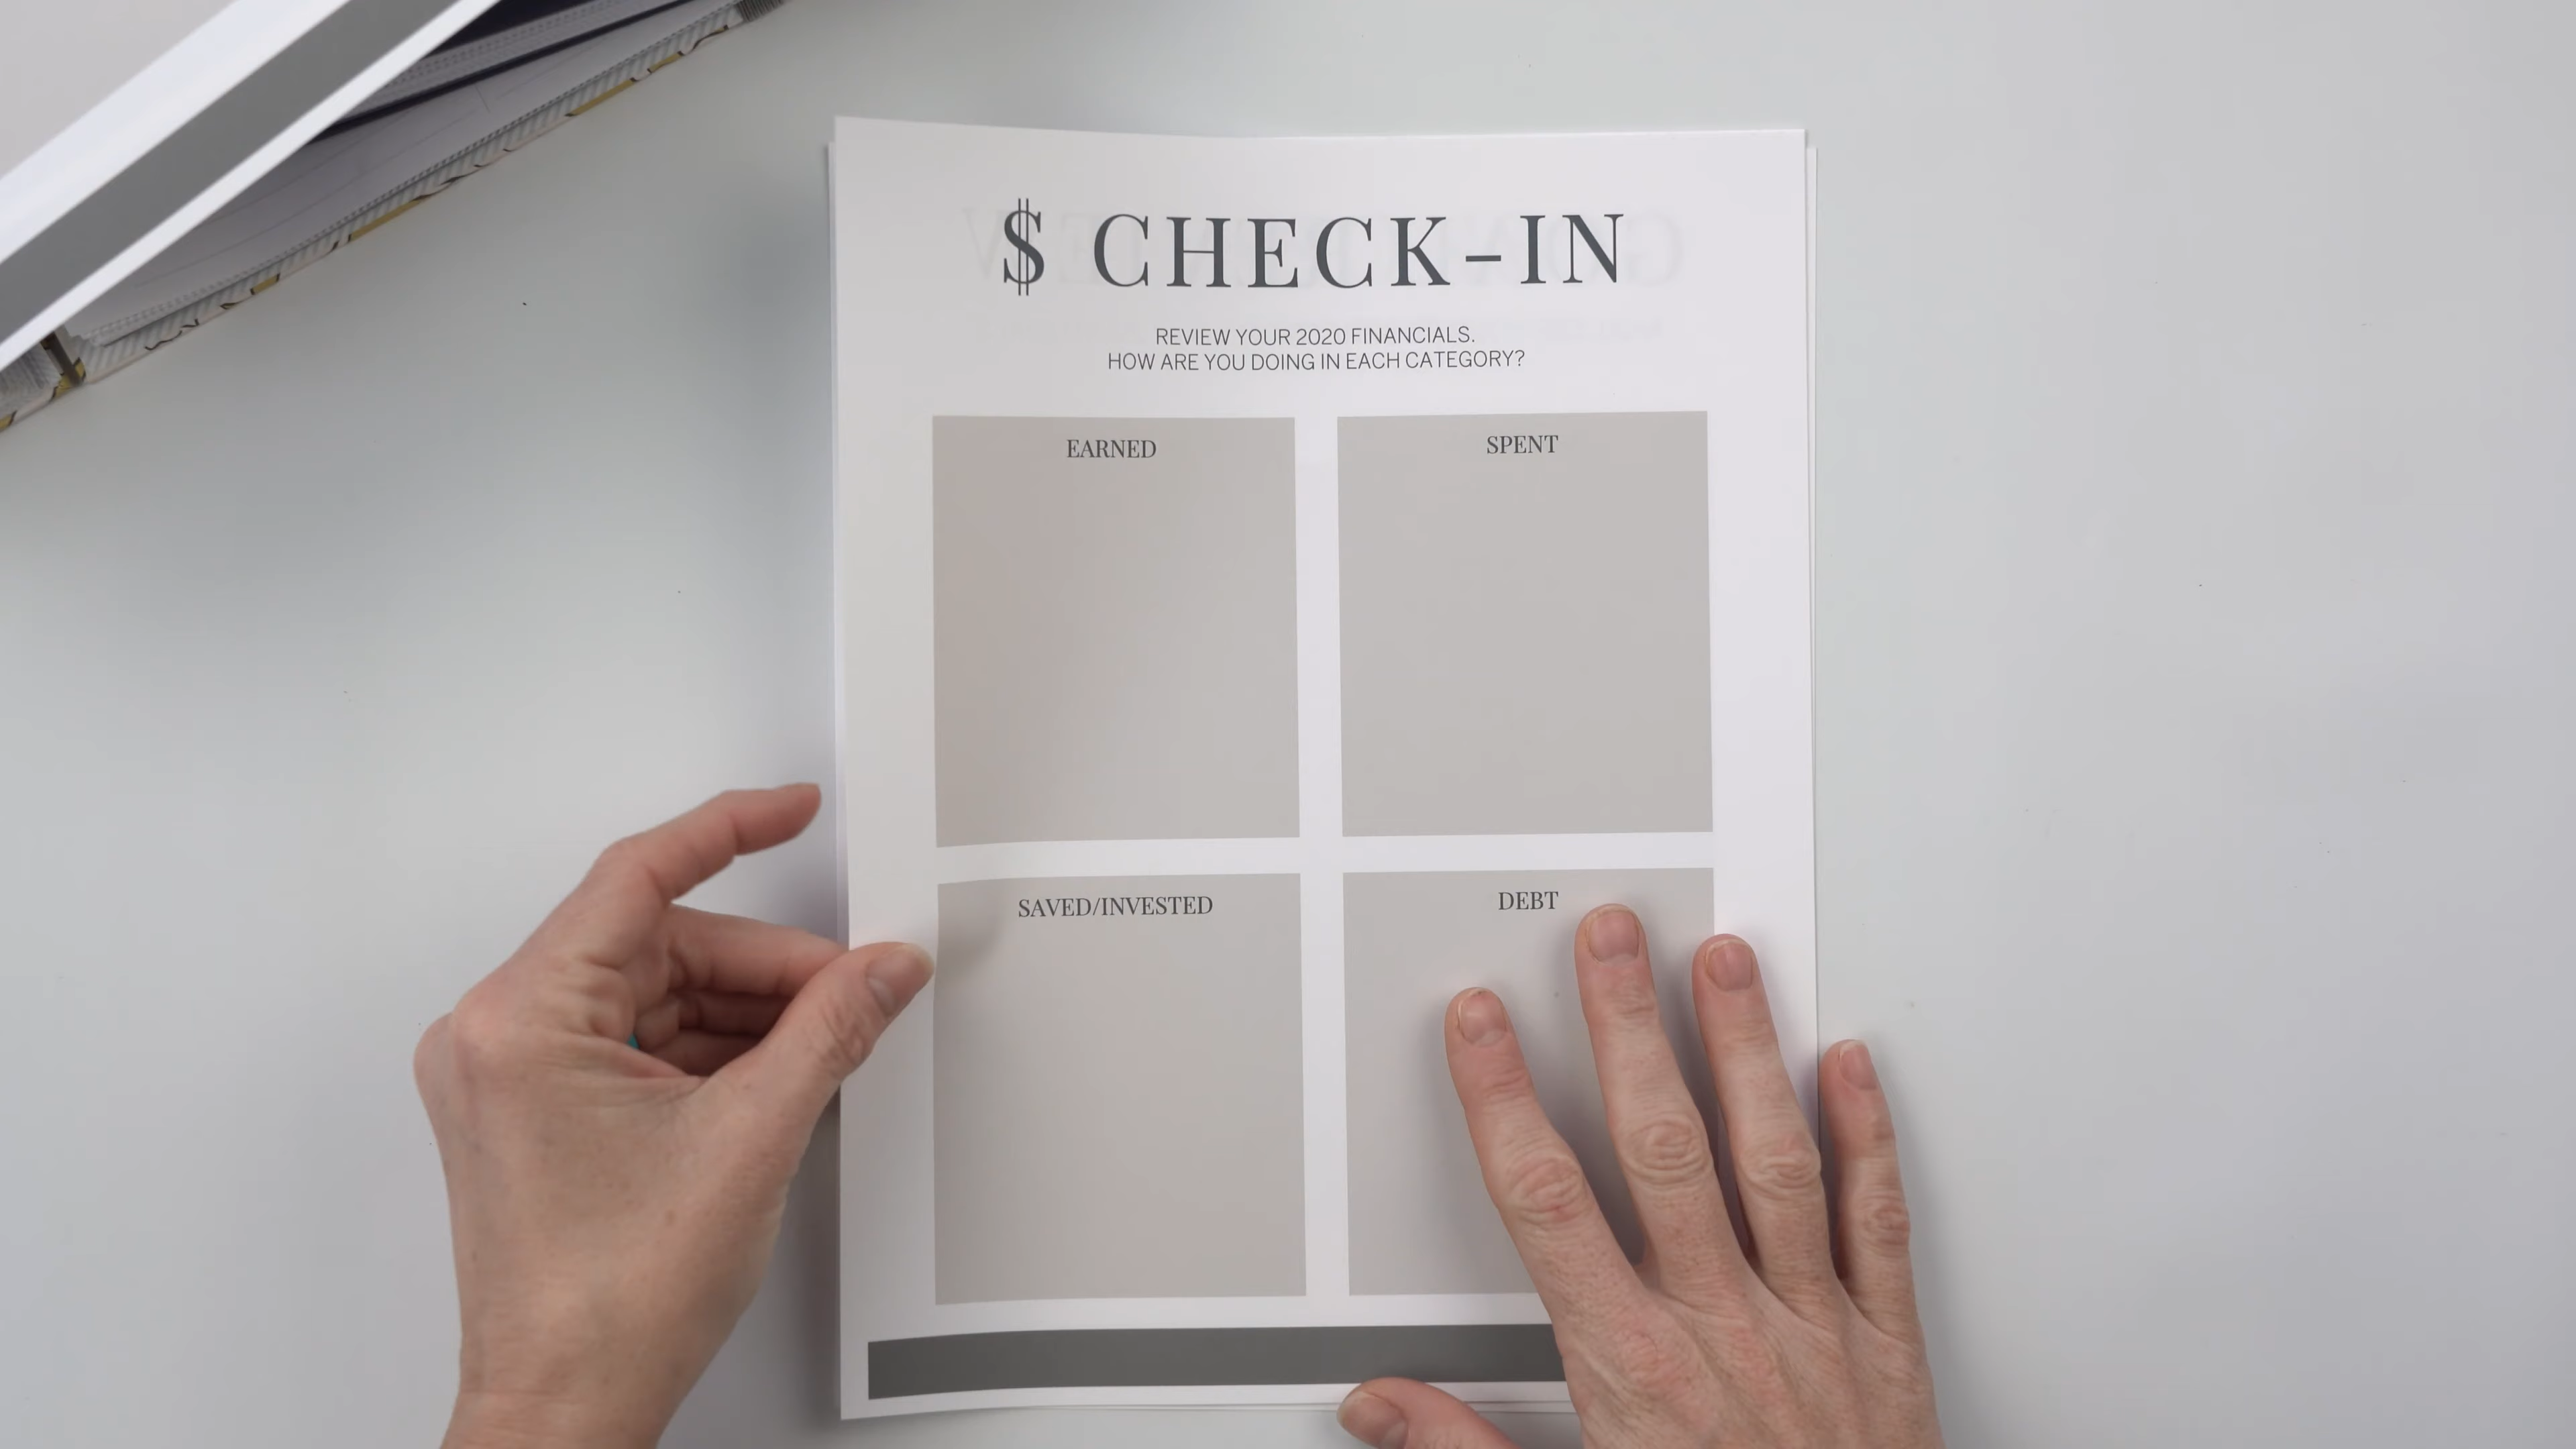 $ CHECK-IN
REVIEW YOUR 2020 FINANCIALS.
HOW ARE YOU DOING IN EACH CATEGORY?
EARNED
SPENT
SAVED/INVESTED
DEBT